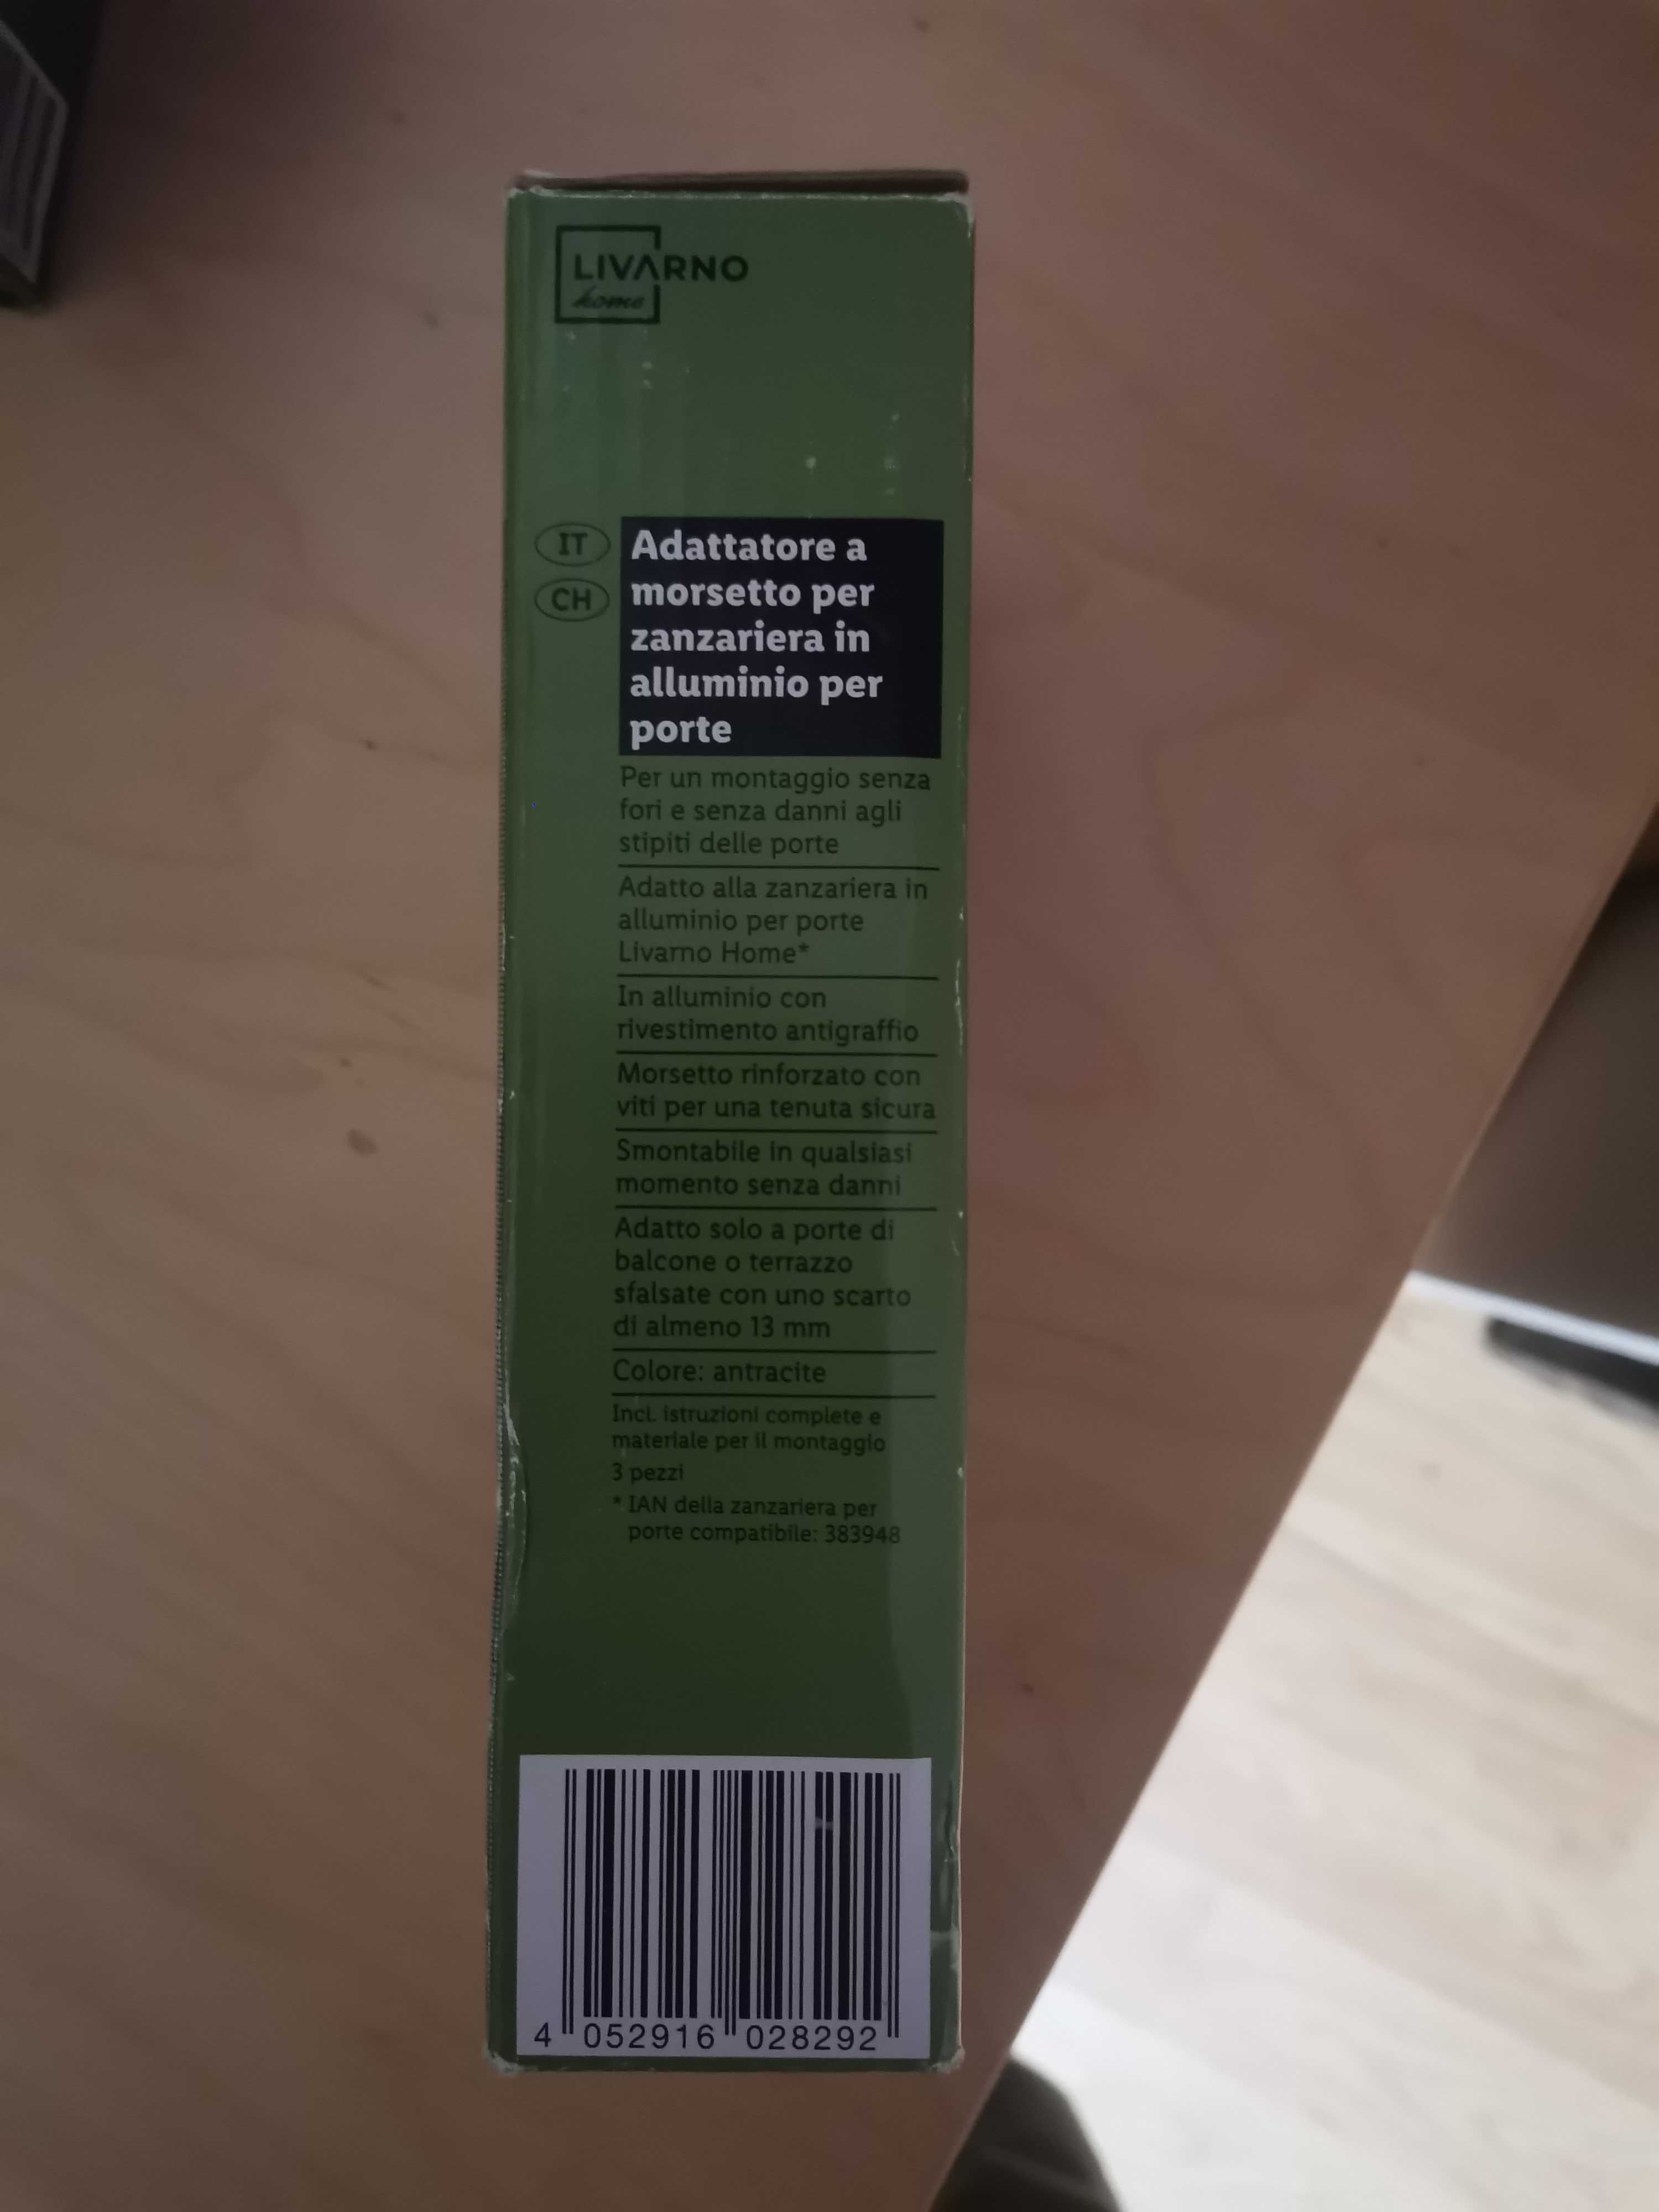 LIVARNO
home
IT
CH
Adattatore a
morsetto per
zanzariera in
alluminio per
porte
Per un montaggio senza
fori e senza danni agli
stipiti delle porte
Adatto alla zanzariera in
alluminio per porte
Livarno Home*
In alluminio con
rivestimento antigraffio
Morsetto rinforzato con
viti per una tenuta sicura
Smontabile in qualsiasi
momento senza danni
Adatto solo a porte di
balcone o terrazzo
sfalsate con uno scarto
di almeno 13 mm
Colore: antracite
Incl. istruzioni complete e
materiale per il montaggio
3 pezzi
* IAN della zanzariera per
porte compatibile: 383948
4 052916 028292